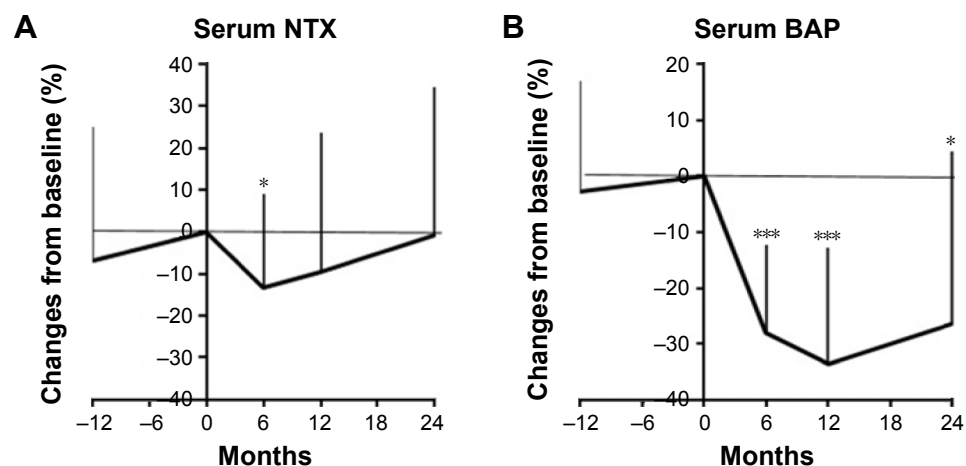 A
Serum NTX
Changes from baseline (%)
40
30
20
10
0
–10
–20
–30
–40
*
–12 –6 0 6 12 18 24
Months
B
Serum BAP
Changes from baseline (%)
20
10
0
–10
–20
–30
–40
*** *** *
–12 –6 0 6 12 18 24
Months